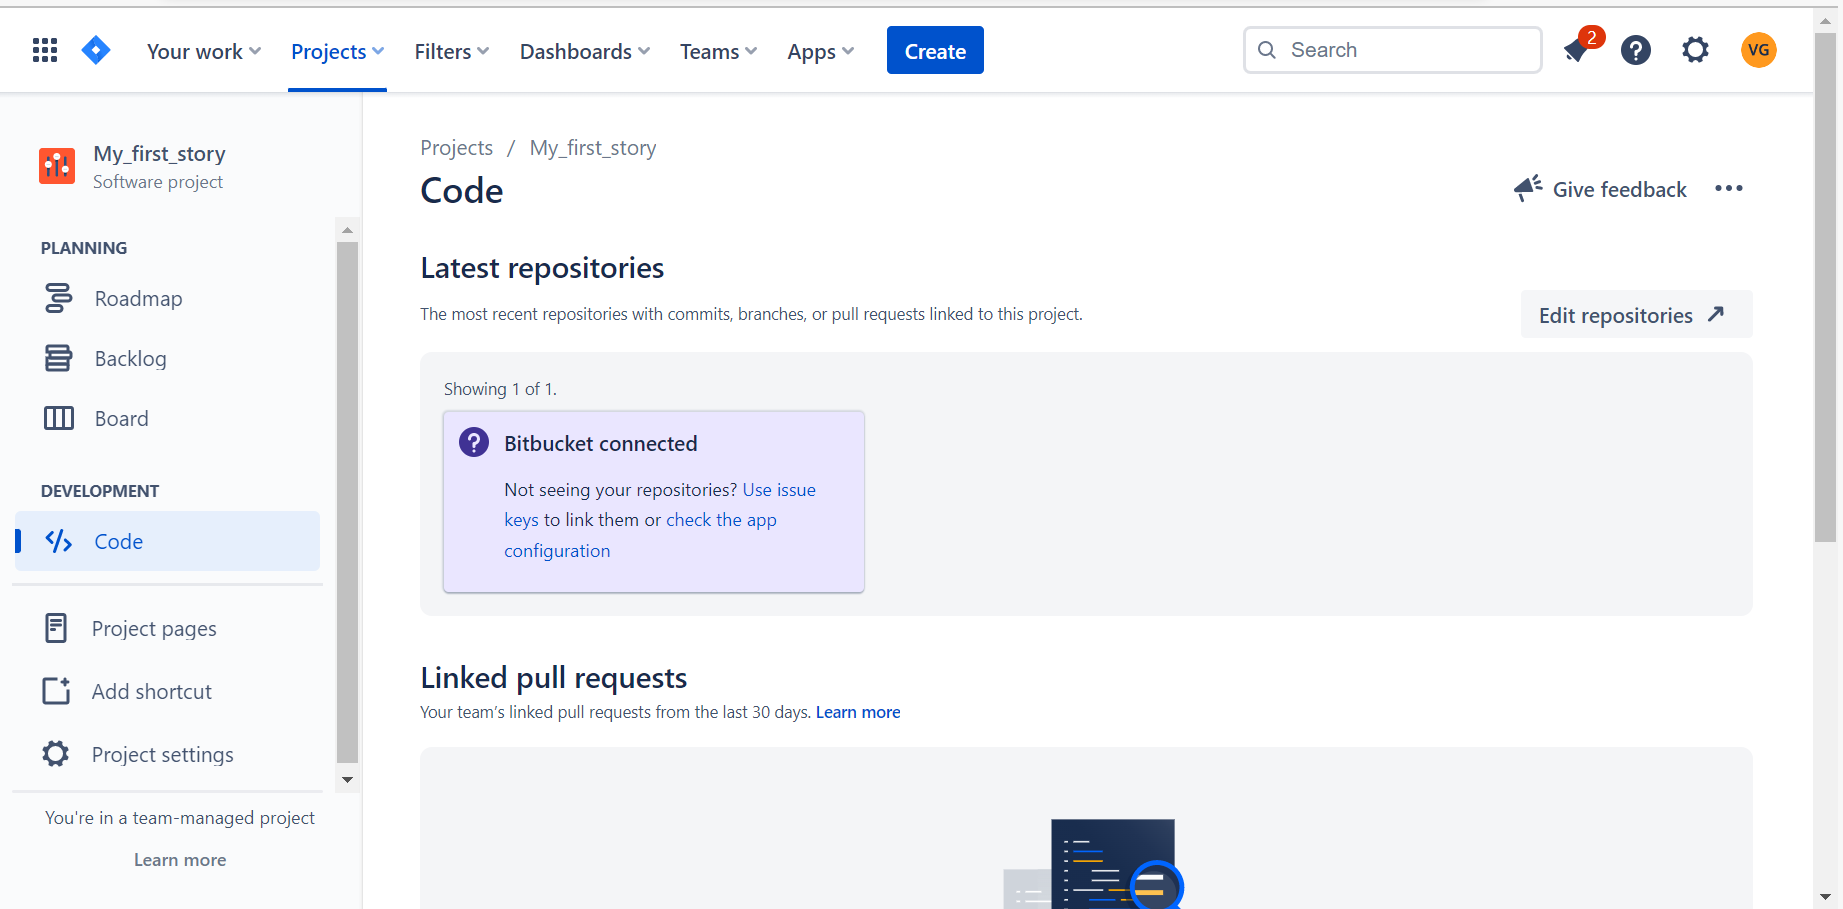 Your work Projects Filters Dashboards Teams Apps Create Search 2 ? VG
My_first_story
Software project
PLANNING
Roadmap
Backlog
Board
DEVELOPMENT
Code
Project pages
Add shortcut
Project settings
You're in a team-managed project
Learn more
Projects / My_first_story
Code
Give feedback
Latest repositories
The most recent repositories with commits, branches, or pull requests linked to this project.
Edit repositories
Showing 1 of 1.
? Bitbucket connected
Not seeing your repositories? Use issue
keys to link them or check the app
configuration
Linked pull requests
Your team’s linked pull requests from the last 30 days. Learn more